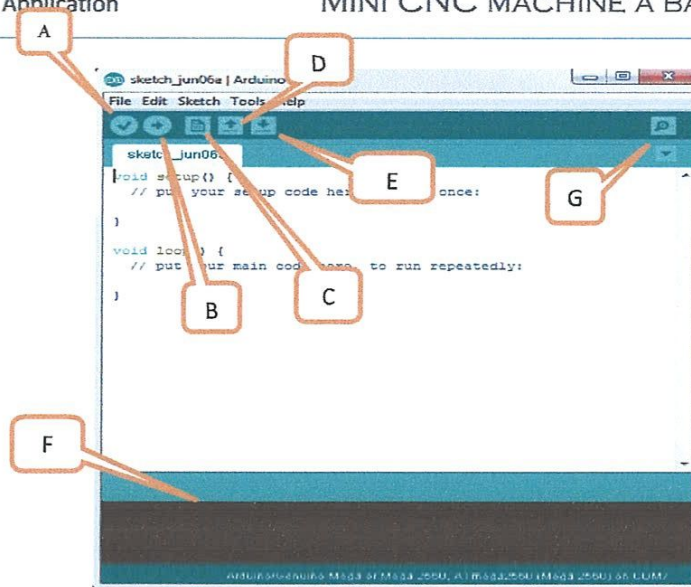 Application
MINI CNC MACHINE A BA
A
D
sketch_jun06a | Arduino
File Edit Sketch Tools Help
sketch_jun06a
void setup() {
// put your setup code here once:
E
G
}
void loop() {
// put your main code here, to run repeatedly:
}
B
C
F
Arduino/Genuino Mega or Mega 2560, ATmega2560 (Mega 2560) on COM7